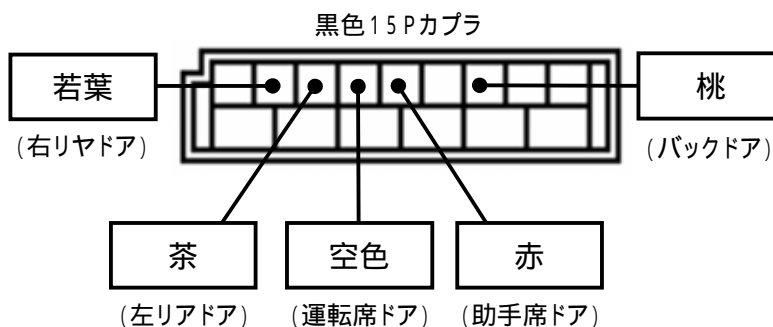 黒色15Pカプラ
若葉
桃
(右リヤドア)
(バックドア)
茶
空色
赤
(左リアドア)
(運転席ドア)
(助手席ドア)